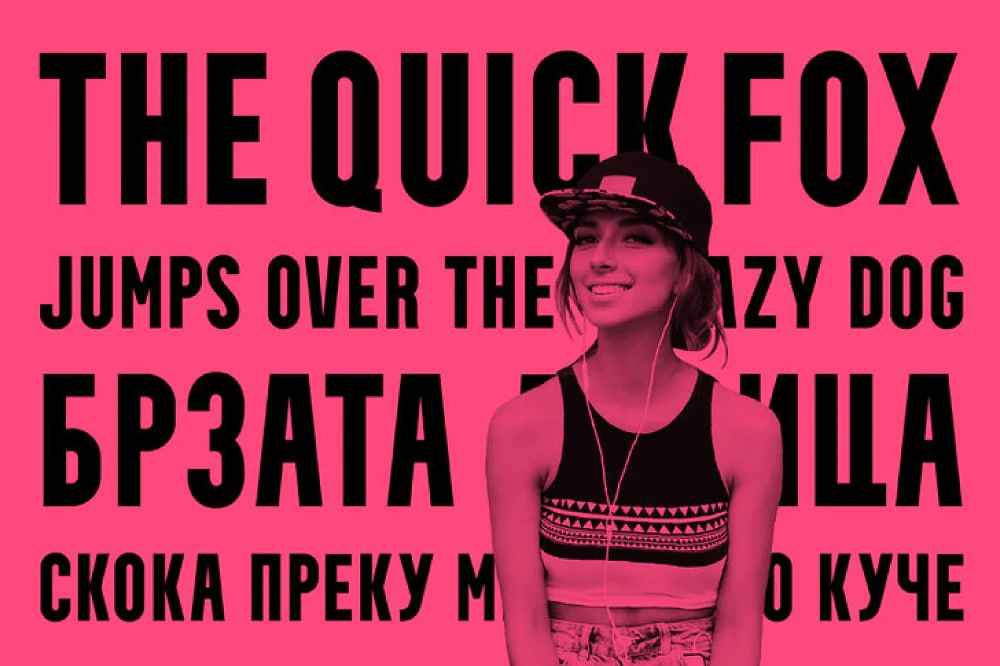 THE QUICK FOX
JUMPS OVER THE DOG
БРЗАТА
СКОКА ПРЕКУ КУЧЕ